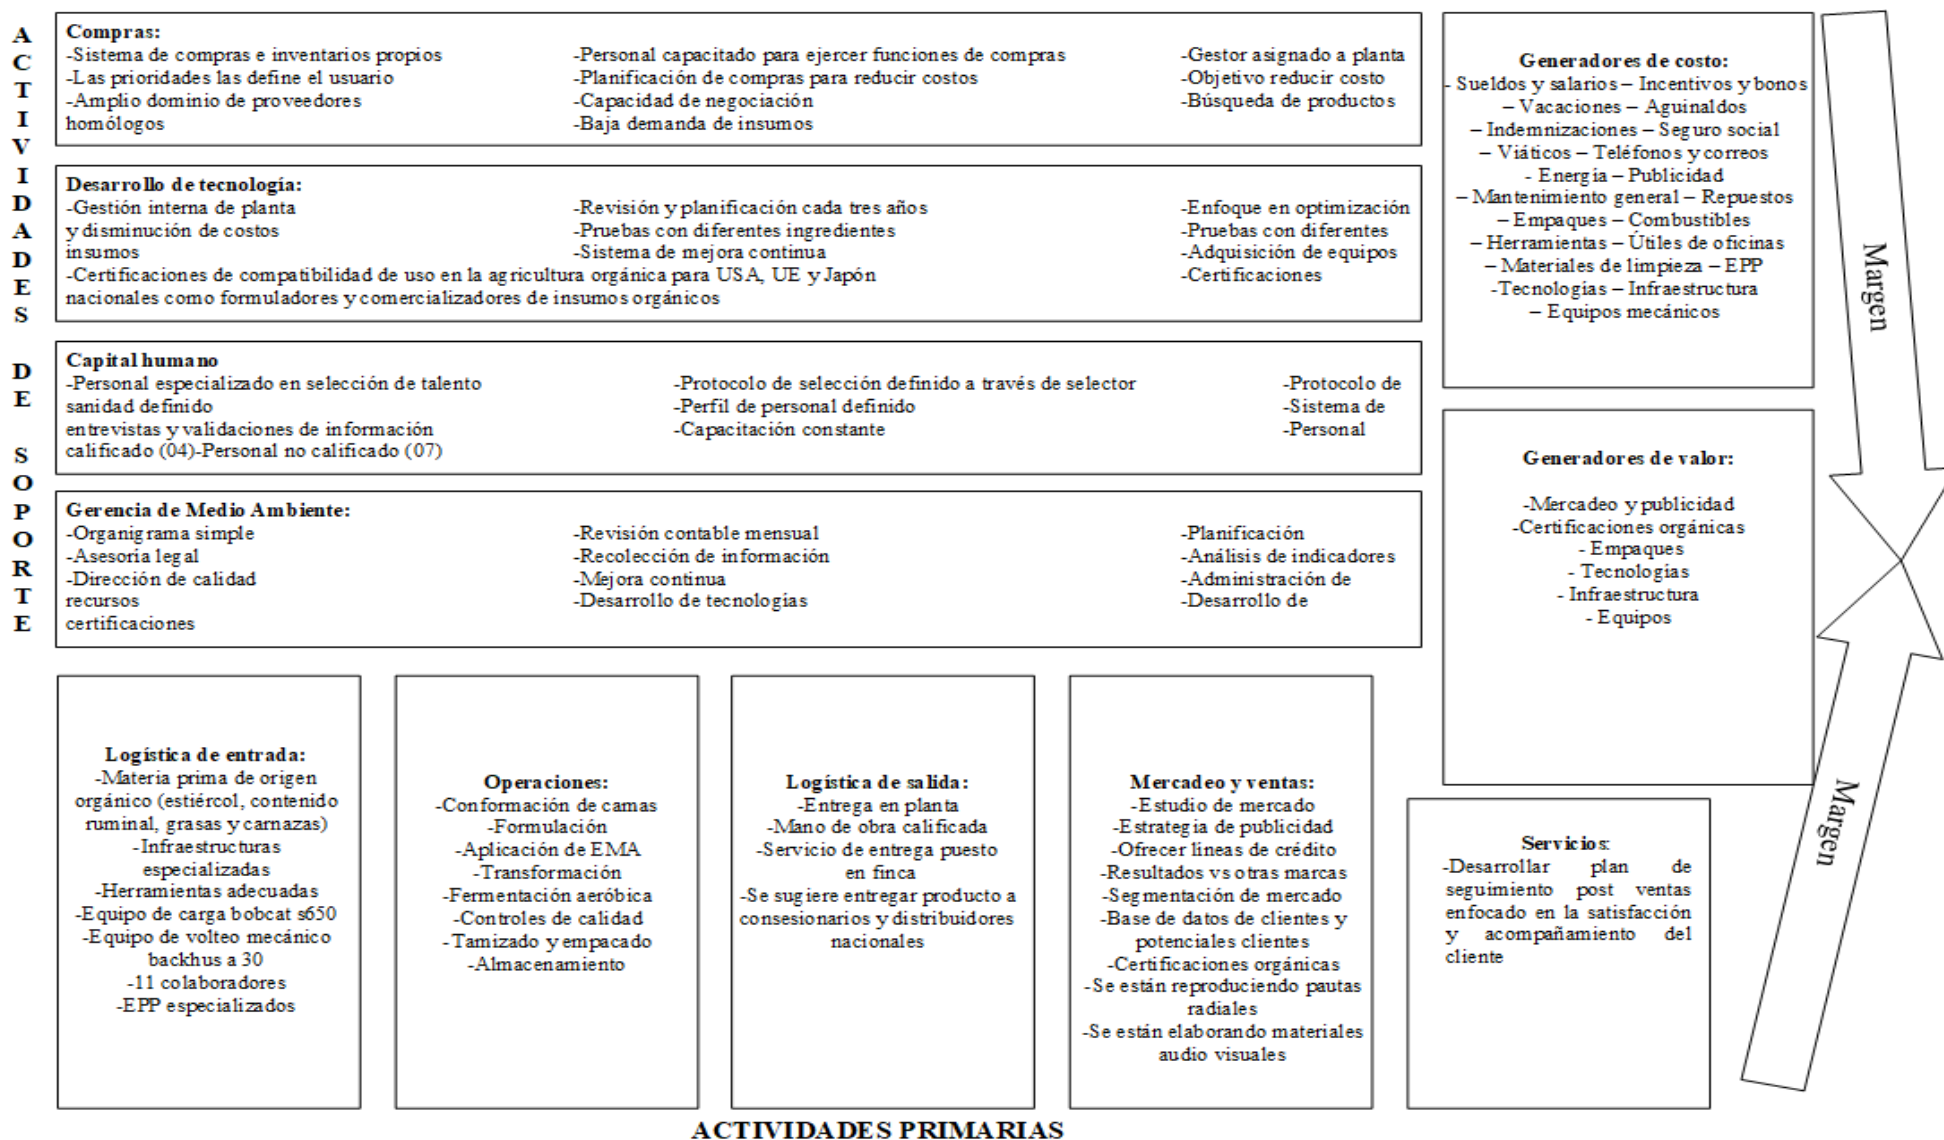 ACTIVIDADES DE SOPORTE
Compras:
-Sistema de compras e inventarios propios -Personal capacitado para ejercer funciones de compras -Gestor asignado a planta
-Las prioridades las define el usuario -Planificación de compras para reducir costos -Objetivo reducir costo
-Amplio dominio de proveedores -Capacidad de negociación -Búsqueda de productos
homólogos -Baja demanda de insumos
Desarrollo de tecnología:
-Gestión interna de planta -Revisión y planificación cada tres años -Enfoque en optimización
y disminución de costos -Pruebas con diferentes ingredientes -Pruebas con diferentes
insumos -Sistema de mejora continua -Adquisición de equipos
-Certificaciones de compatibilidad de uso en la agricultura orgánica para USA, UE y Japón -Certificaciones
nacionales como formuladores y comercializadores de insumos orgánicos
Capital humano
-Personal especializado en selección de talento -Protocolo de selección definido a través de selector -Protocolo de
sanidad definido -Perfil de personal definido -Sistema de
entrevistas y validaciones de información -Capacitación constante -Personal
calificado (04)-Personal no calificado (07)
Gerencia de Medio Ambiente:
-Organigrama simple -Revisión contable mensual -Planificación
-Asesoría legal -Recolección de información -Análisis de indicadores
-Dirección de calidad -Mejora continua -Administración de
recursos -Desarrollo de tecnologías -Desarrollo de
certificaciones
Generadores de costo:
- Sueldos y salarios – Incentivos y bonos
– Vacaciones – Aguinaldos
– Indemnizaciones – Seguro social
– Viáticos – Teléfonos y correos
- Energía – Publicidad
– Mantenimiento general – Repuestos
– Empaques – Combustibles
– Herramientas – Útiles de oficinas
– Materiales de limpieza – EPP
-Tecnologías – Infraestructura
– Equipos mecánicos
Generadores de valor:
-Mercadeo y publicidad
-Certificaciones orgánicas
- Empaques
- Tecnologías
- Infraestructura
- Equipos
Margen
Margen
Logística de entrada:
-Materia prima de origen
orgánico (estiércol, contenido
ruminal, grasas y carnazas)
-Infraestructuras
especializadas
-Herramientas adecuadas
-Equipo de carga bobcat s650
-Equipo de volteo mecánico
backhus a 30
-11 colaboradores
-EPP especializados
Operaciones:
-Conformación de camas
-Formulación
-Aplicación de EMA
-Transformación
-Fermentación aeróbica
-Controles de calidad
-Tamizado y empacado
-Almacenamiento
Logística de salida:
-Entrega en planta
-Mano de obra calificada
-Servicio de entrega puesto
en finca
-Se sugiere entregar producto a
consesionarios y distribuidores
nacionales
Mercadeo y ventas:
-Estudio de mercado
-Estrategia de publicidad
-Ofrecer líneas de crédito
-Resultados vs otras marcas
-Segmentación de mercado
-Base de datos de clientes y
potenciales clientes
-Certificaciones orgánicas
-Se están reproduciendo pautas
radiales
-Se están elaborando materiales
audio visuales
Servicios:
-Desarrollar plan de
seguimiento post ventas
enfocado en la satisfacción
y acompañamiento del
cliente
ACTIVIDADES PRIMARIAS